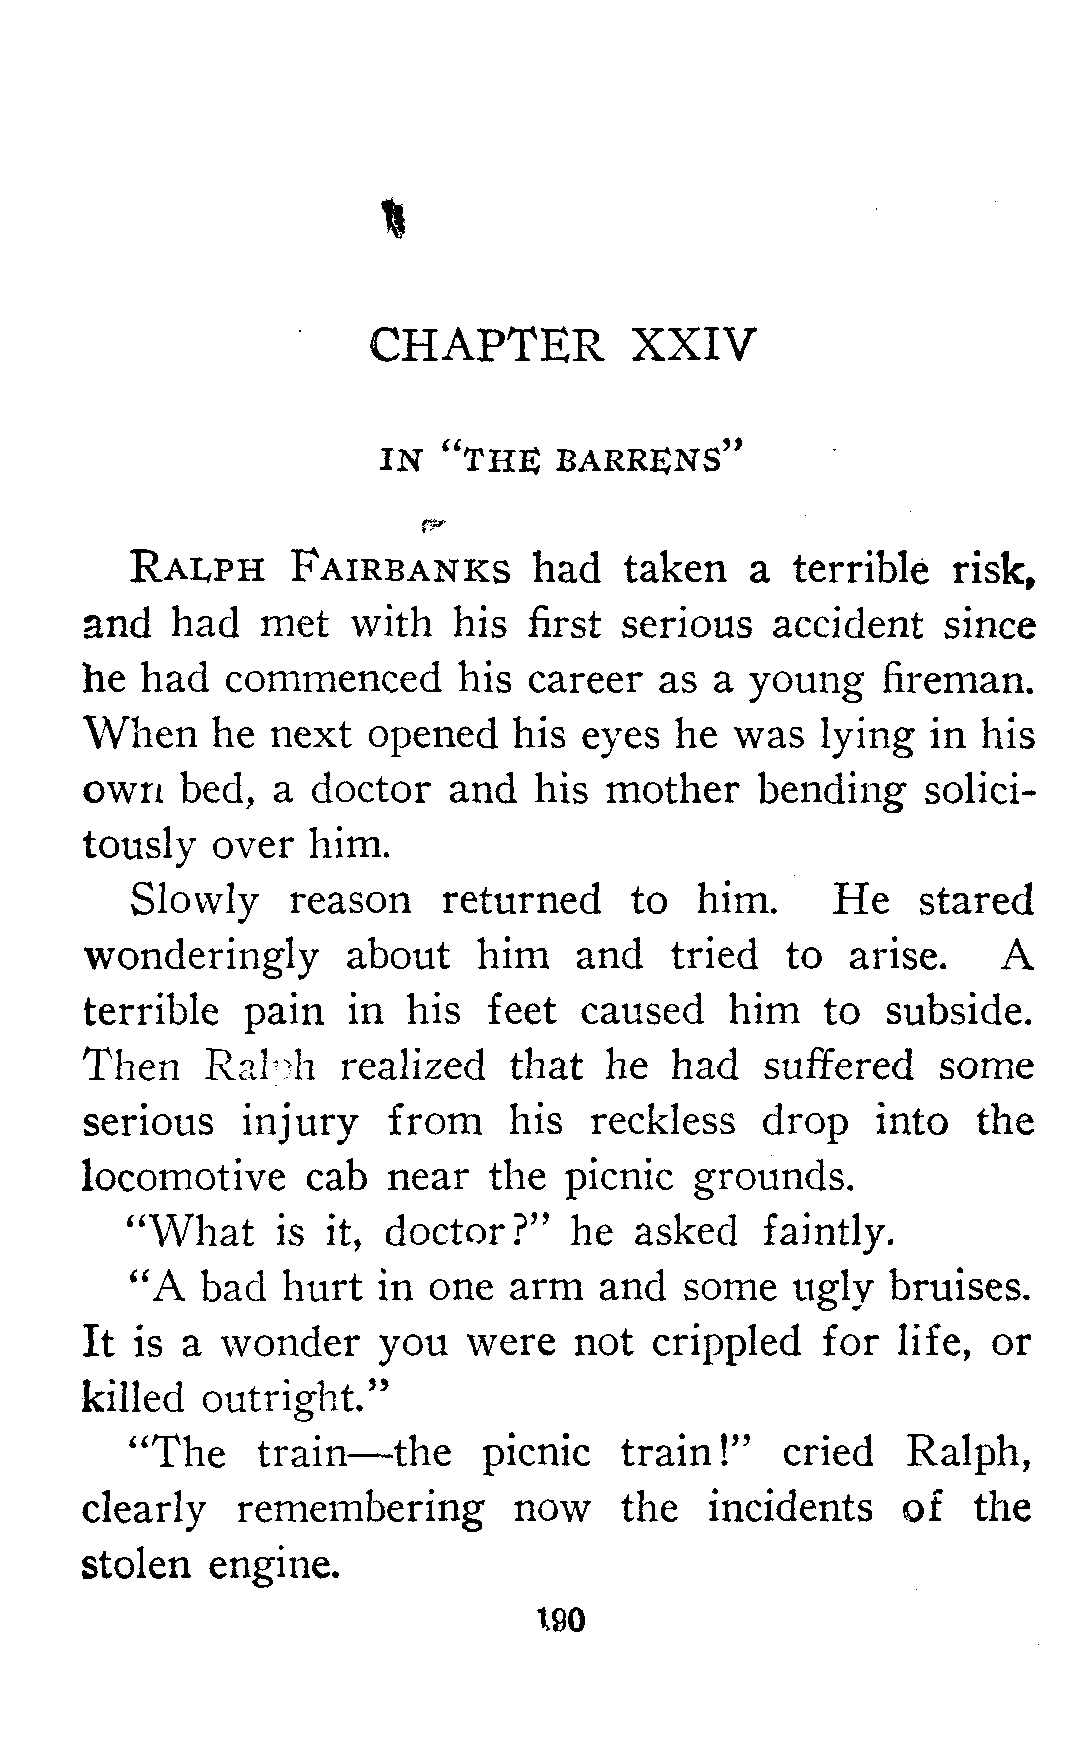 CHAPTER XXIV
IN "THE BARRENS"
RALPH FAIRBANKS had taken a terrible risk,
and had met with his first serious accident since
he had commenced his career as a young fireman.
When he next opened his eyes he was lying in his
own bed, a doctor and his mother bending solici-
tously over him.
Slowly reason returned to him. He stared
wonderingly about him and tried to arise. A
terrible pain in his feet caused him to subside.
Then Ralph realized that he had suffered some
serious injury from his reckless drop into the
locomotive cab near the picnic grounds.
"What is it, doctor?" he asked faintly.
"A bad hurt in one arm and some ugly bruises.
It is a wonder you were not crippled for life, or
killed outright."
"The train—the picnic train!" cried Ralph,
clearly remembering now the incidents of the
stolen engine.
190